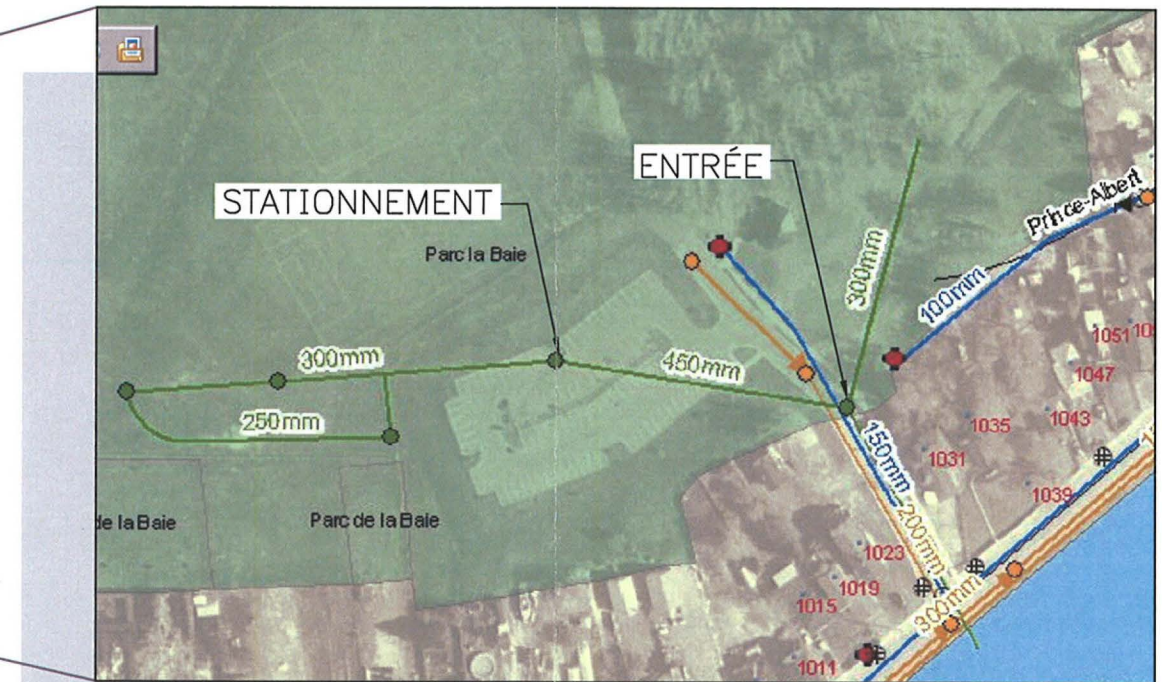 ENTRÉE
STATIONNEMENT
Prince-Albert
Parc la Baie
300mm
100mm
1051
300mm
450mm
1047
250mm
1035
1043
150mm
1031
1039
de la Baie
Parc de la Baie
200mm
1023
1019
1015
300mm
1011